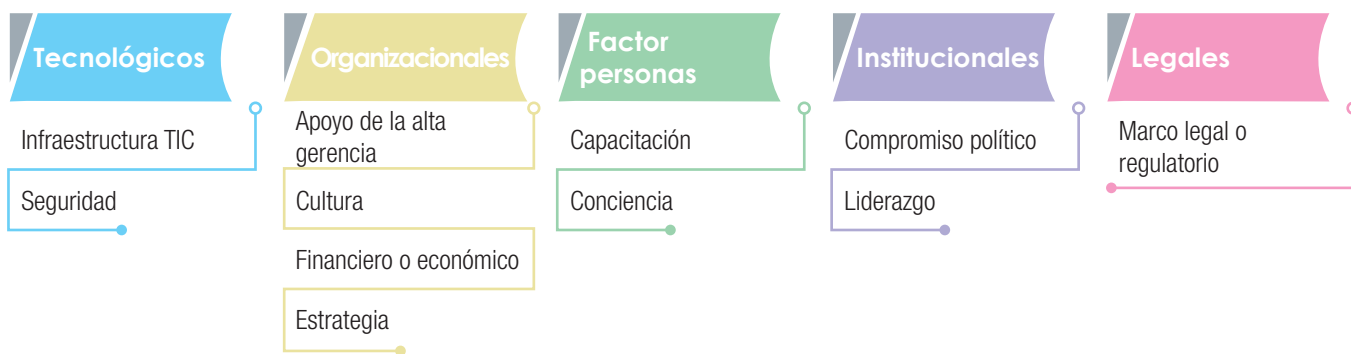 Tecnológicos
Infraestructura TIC
Seguridad
Organizacionales
Apoyo de la alta
gerencia
Cultura
Financiero o económico
Estrategia
Factor
personas
Capacitación
Conciencia
Institucionales
Compromiso político
Liderazgo
Legales
Marco legal o
regulatorio